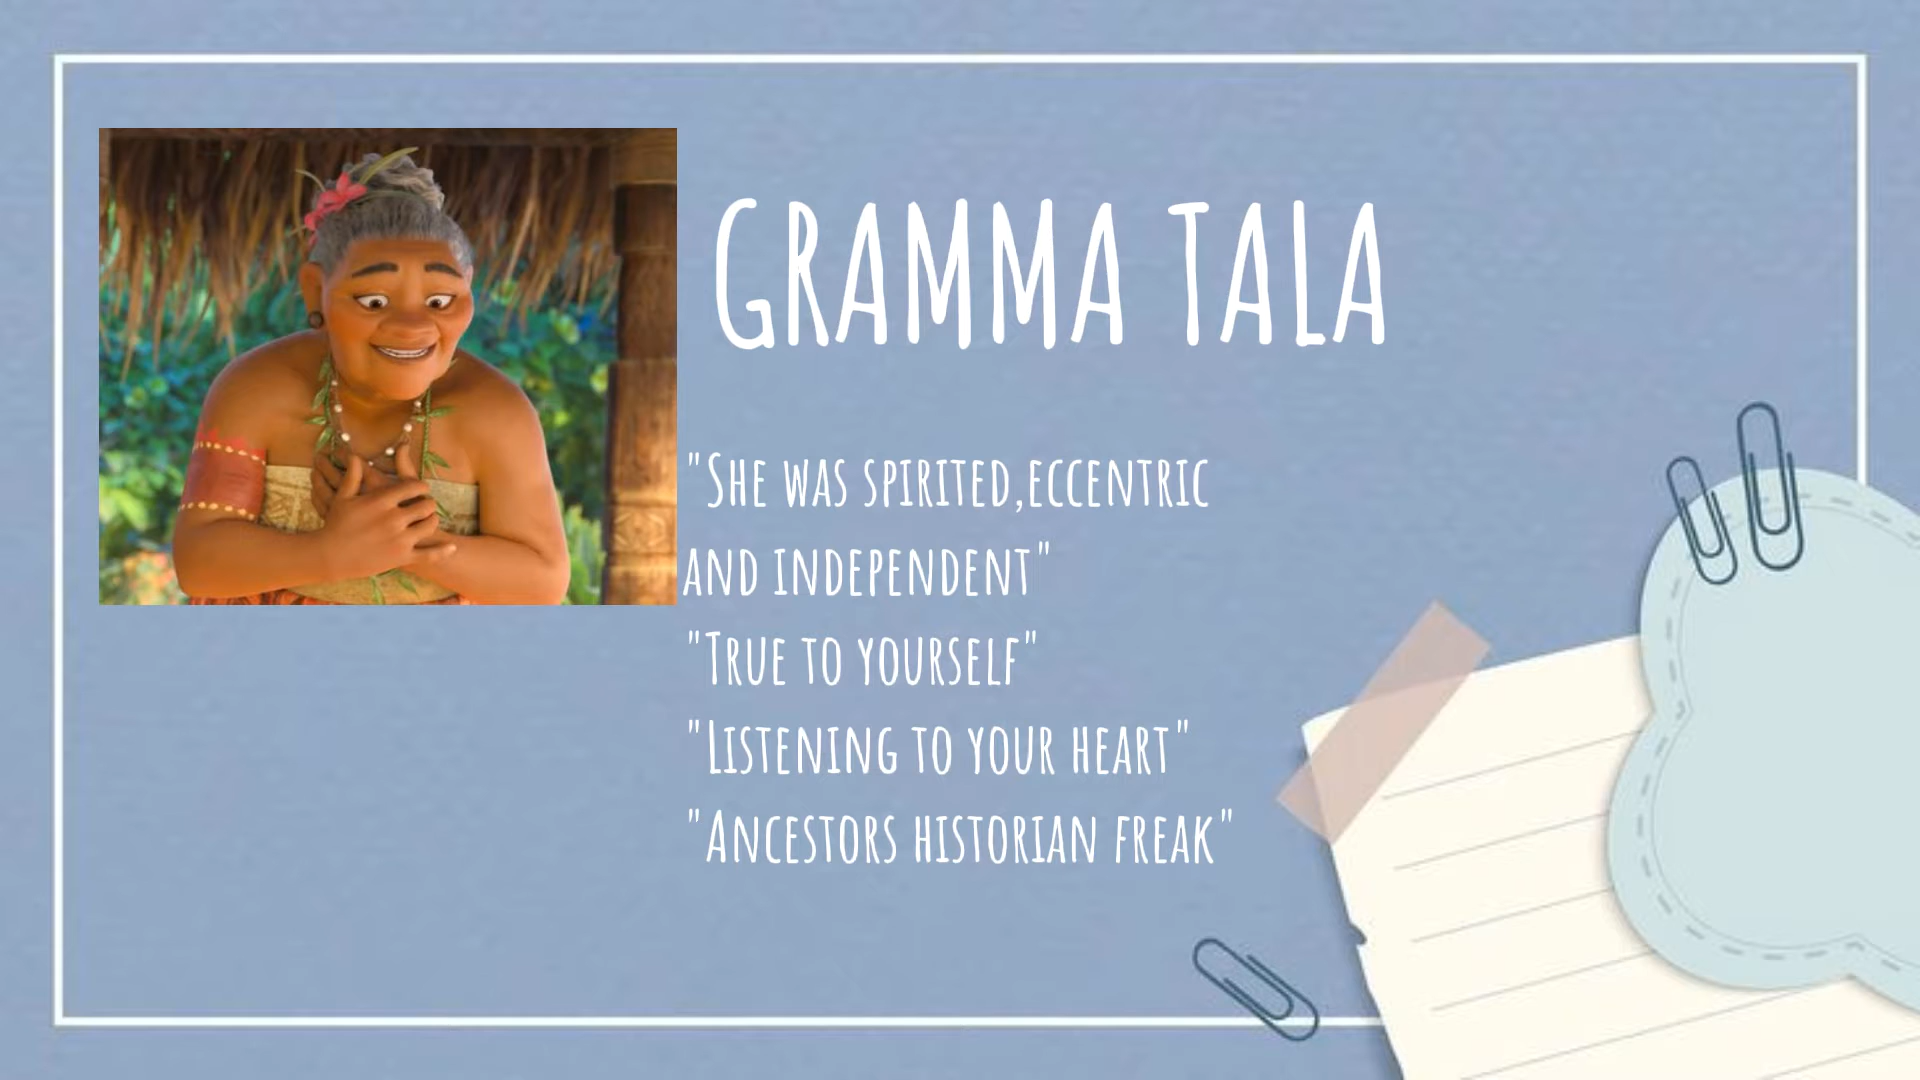 GRAMMA TALA
"She was spirited,eccentric
and independent"
"True to yourself"
"Listening to your heart"
"Ancestors historian freak"